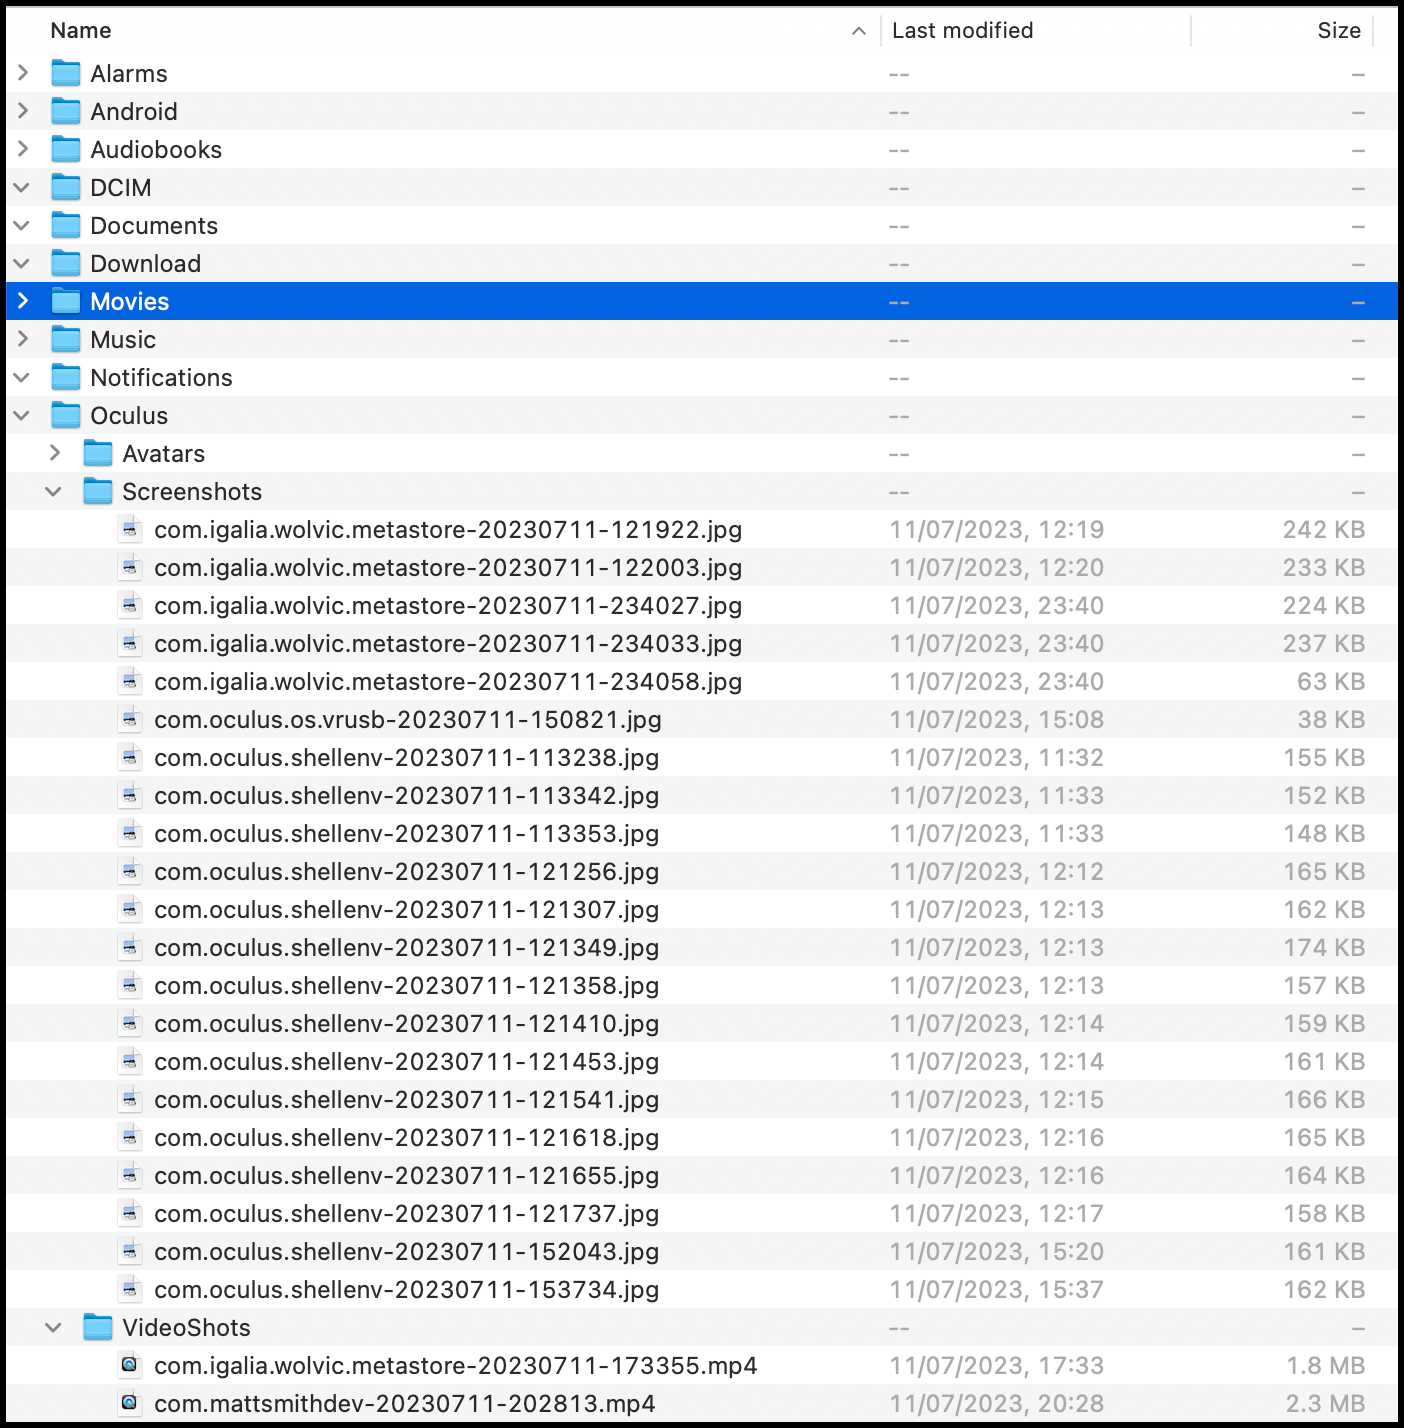 Name Last modified Size
Alarms -- –
Android -- –
Audiobooks -- –
DCIM -- –
Documents -- –
Download -- –
Movies -- –
Music -- –
Notifications -- –
Oculus -- –
Avatars -- –
Screenshots -- –
com.igalia.wolvic.metastore-20230711-121922.jpg 11/07/2023, 12:19 242 KB
com.igalia.wolvic.metastore-20230711-122003.jpg 11/07/2023, 12:20 233 KB
com.igalia.wolvic.metastore-20230711-234027.jpg 11/07/2023, 23:40 224 KB
com.igalia.wolvic.metastore-20230711-234033.jpg 11/07/2023, 23:40 237 KB
com.igalia.wolvic.metastore-20230711-234058.jpg 11/07/2023, 23:40 63 KB
com.oculus.os.vrusb-20230711-150821.jpg 11/07/2023, 15:08 38 KB
com.oculus.shellenv-20230711-113238.jpg 11/07/2023, 11:32 155 KB
com.oculus.shellenv-20230711-113342.jpg 11/07/2023, 11:33 152 KB
com.oculus.shellenv-20230711-113353.jpg 11/07/2023, 11:33 148 KB
com.oculus.shellenv-20230711-121256.jpg 11/07/2023, 12:12 165 KB
com.oculus.shellenv-20230711-121307.jpg 11/07/2023, 12:13 162 KB
com.oculus.shellenv-20230711-121349.jpg 11/07/2023, 12:13 174 KB
com.oculus.shellenv-20230711-121358.jpg 11/07/2023, 12:13 157 KB
com.oculus.shellenv-20230711-121410.jpg 11/07/2023, 12:14 159 KB
com.oculus.shellenv-20230711-121453.jpg 11/07/2023, 12:14 161 KB
com.oculus.shellenv-20230711-121541.jpg 11/07/2023, 12:15 166 KB
com.oculus.shellenv-20230711-121618.jpg 11/07/2023, 12:16 165 KB
com.oculus.shellenv-20230711-121655.jpg 11/07/2023, 12:16 164 KB
com.oculus.shellenv-20230711-121737.jpg 11/07/2023, 12:17 158 KB
com.oculus.shellenv-20230711-152043.jpg 11/07/2023, 15:20 161 KB
com.oculus.shellenv-20230711-153734.jpg 11/07/2023, 15:37 162 KB
VideoShots -- –
com.igalia.wolvic.metastore-20230711-173355.mp4 11/07/2023, 17:33 1.8 MB
com.mattsmithdev-20230711-202813.mp4 11/07/2023, 20:28 2.3 MB